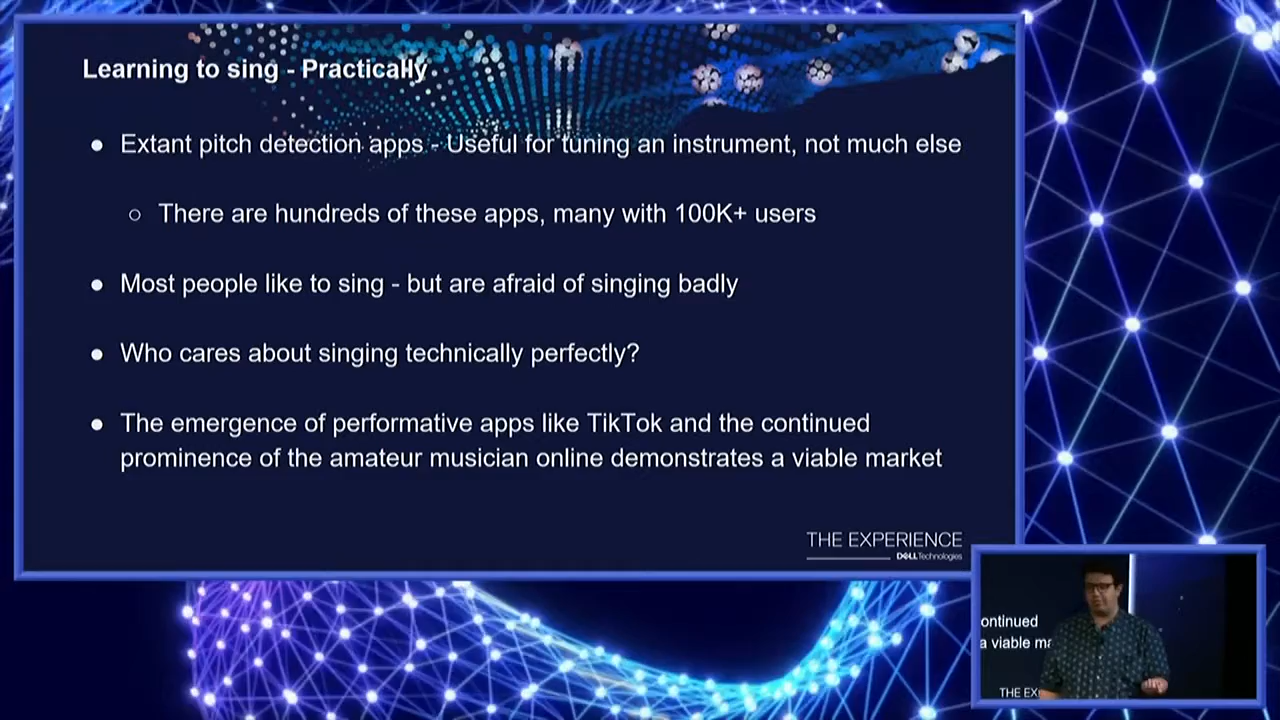 Learning to sing - Practically
● Extant pitch detection apps - Useful for tuning an instrument, not much else
○ There are hundreds of these apps, many with 100K+ users
● Most people like to sing - but are afraid of singing badly
● Who cares about singing technically perfectly?
● The emergence of performative apps like TikTok and the continued
prominence of the amateur musician online demonstrates a viable market
THE EXPERIENCE
DELL Technologies
ontinued
a viable ma
THE EX